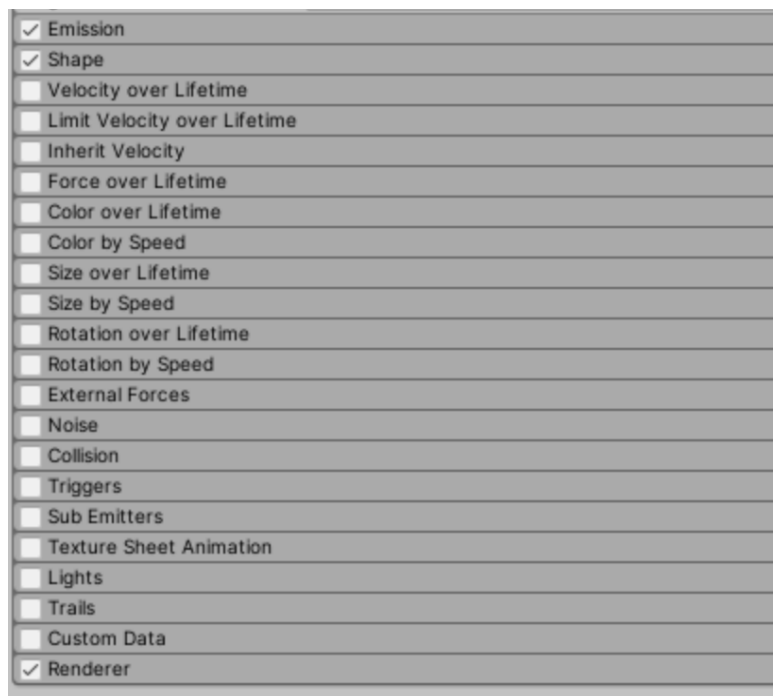 Emission
Shape
Velocity over Lifetime
Limit Velocity over Lifetime
Inherit Velocity
Force over Lifetime
Color over Lifetime
Color by Speed
Size over Lifetime
Size by Speed
Rotation over Lifetime
Rotation by Speed
External Forces
Noise
Collision
Triggers
Sub Emitters
Texture Sheet Animation
Lights
Trails
Custom Data
Renderer